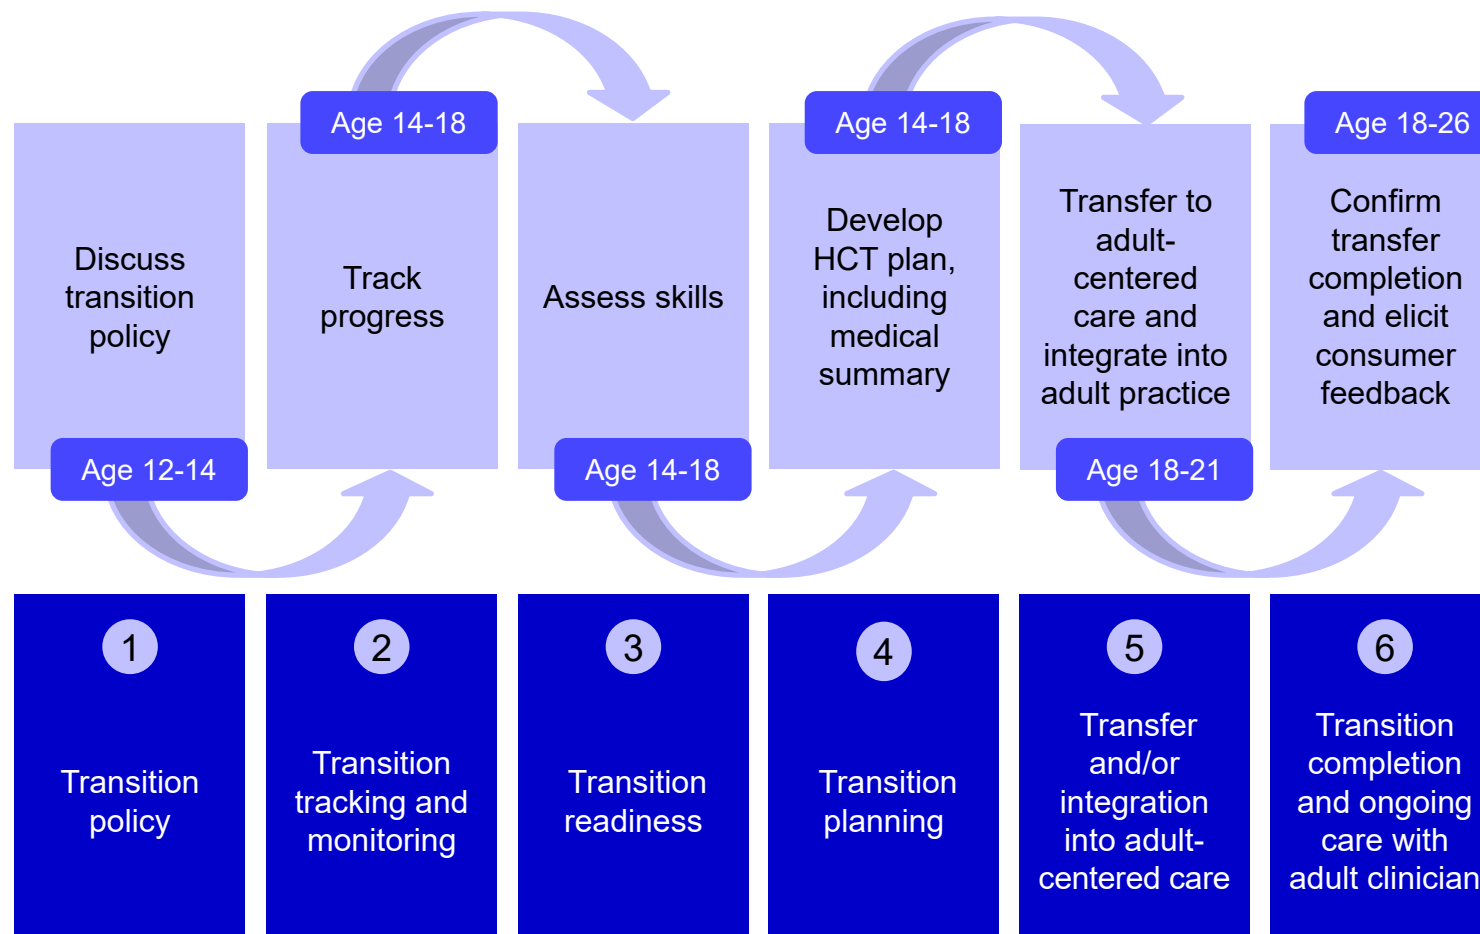 Age 14-18
Age 14-18
Age 18-26
Discuss
transition
policy
Track
progress
Assess skills
Develop
HCT plan,
including
medical
summary
Transfer to
adult-
centered
care and
integrate into
adult practice
Confirm
transfer
completion
and elicit
consumer
feedback
Age 12-14
Age 14-18
Age 18-21
1
Transition
policy
2
Transition
tracking and
monitoring
3
Transition
readiness
4
Transition
planning
5
Transfer
and/or
integration
into adult-
centered care
6
Transition
completion
and ongoing
care with
adult clinician